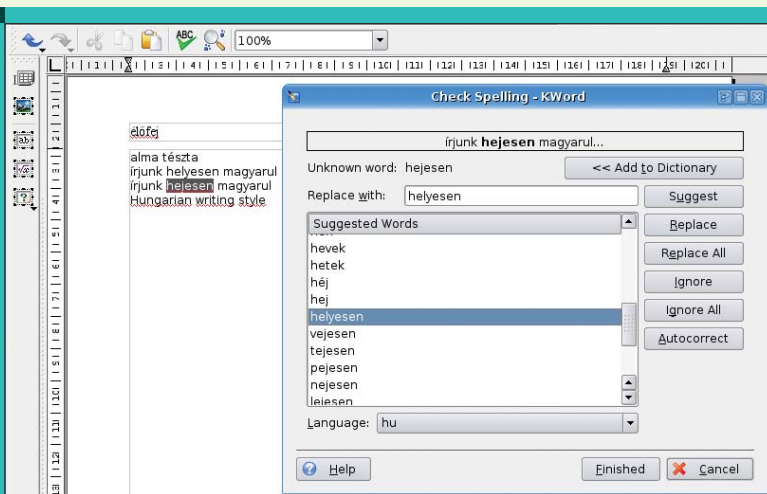 ABC
100%
élőfej
alma tészta
írjunk helyesen magyarul
írjunk hejesen magyarul
Hungarian writing style
Check Spelling - KWord
írjunk hejesen magyarul...
Unknown word: hejesen
<< Add to Dictionary
Replace with: helyesen
Suggest
Suggested Words
Replace
hevek
Replace All
hetek
héj
Ignore
hej
helyesen
Ignore All
vejesen
tejesen
Autocorrect
pejesen
nejesen
lejesen
Language: hu
Help
Finished
Cancel